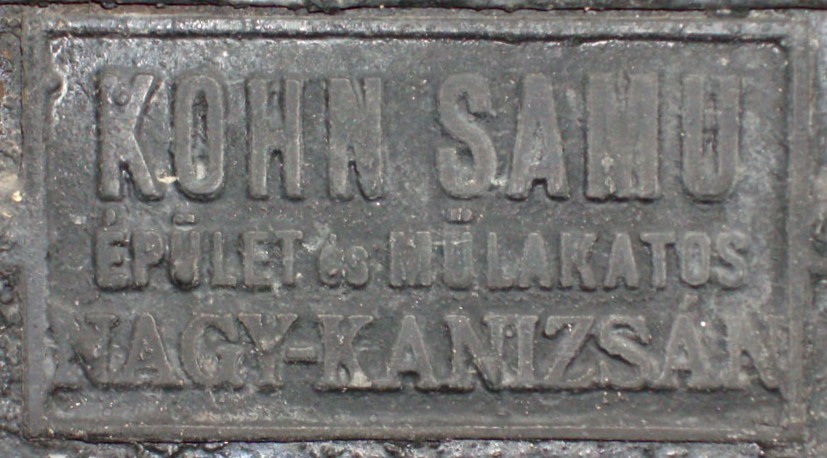 KOHN SAMU
ÉPÜLET és MŰLAKATOS
NAGY-KANIZSÁN